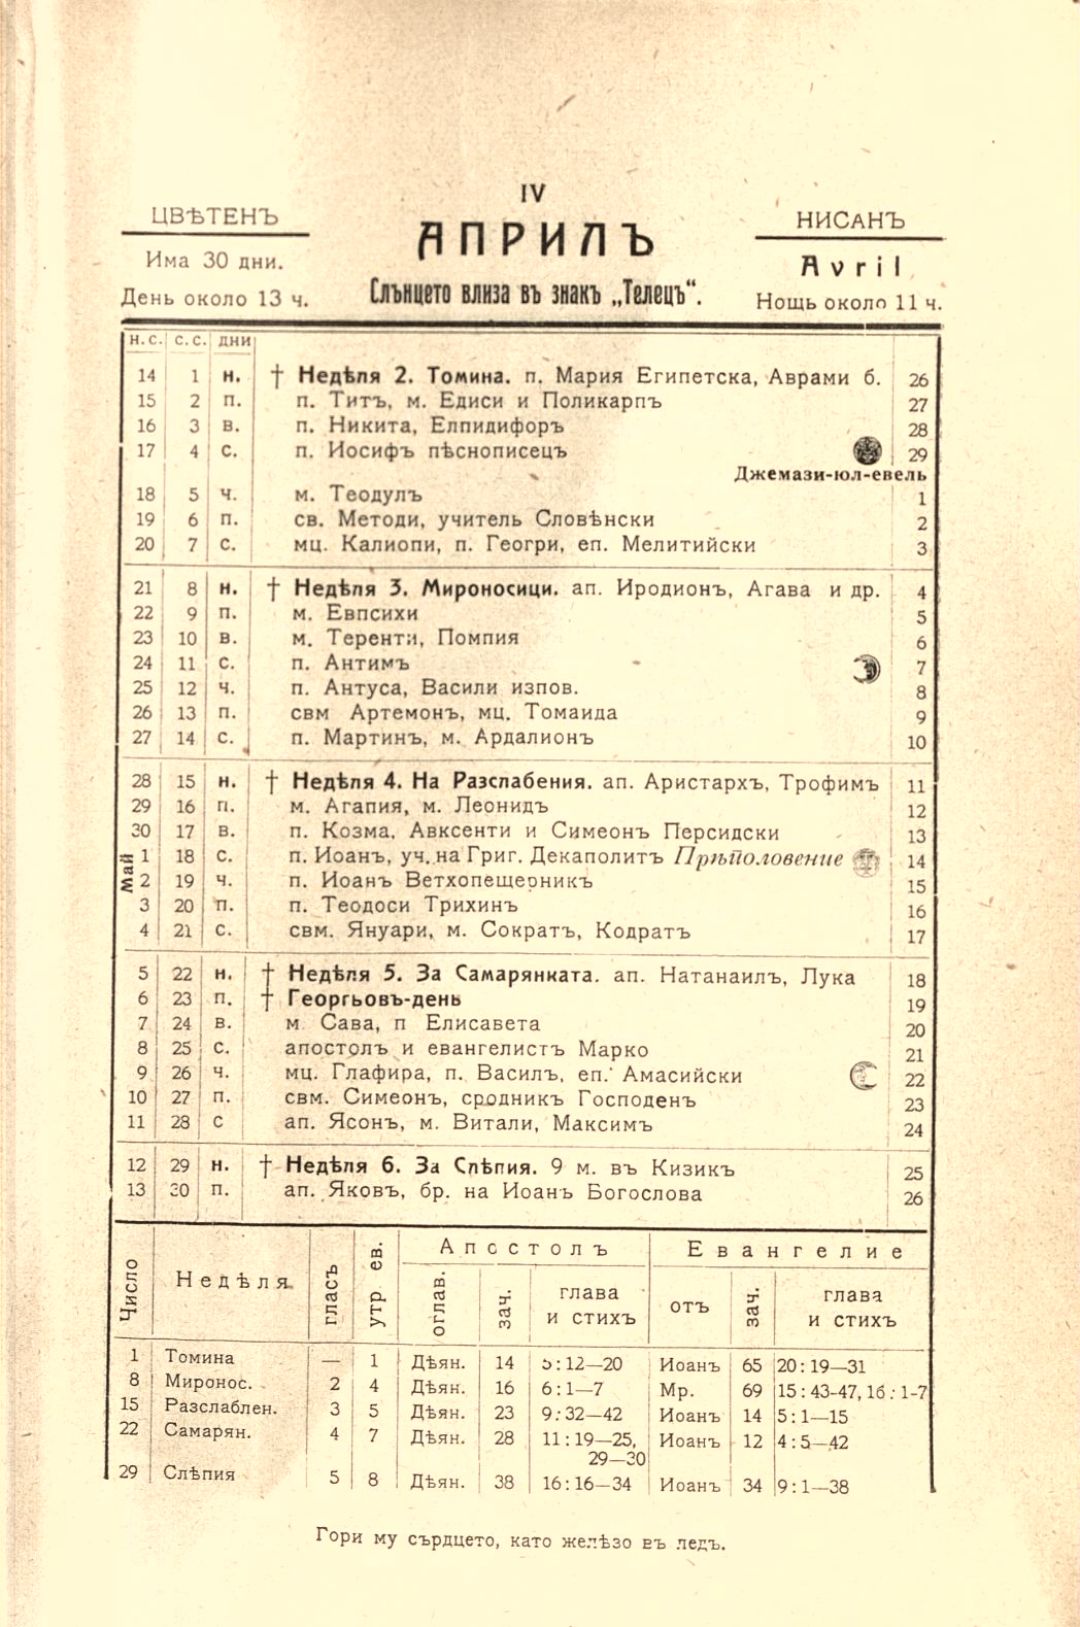 IV
ЦВѢТЕНЪ
АПРИЛЪ
НИСАНЪ
Има 30 дни.
Avril
День около 13 ч.
Слънцето влиза въ знакъ „Телецъ“.
Нощь около 11 ч.
н.с. с.с. дни
14 1 н. † Недѣля 2. Томина. п. Мария Египетска, Аврами б. 26
15 2 п. п. Титъ, м. Едиси и Поликарпъ 27
16 3 в. п. Никита, Елпидифоръ 28
17 4 с. п. Иосифъ пѣснописецъ 29
Джемази-юл-евель
18 5 ч. м. Теодулъ 1
19 6 п. св. Методи, учитель Словѣнски 2
20 7 с. мц. Калиопи, п. Геогри, еп. Мелитийски 3
21 8 н. † Недѣля 3. Мироносици. ап. Иродионъ, Агава и др. 4
22 9 п. м. Евпсихи 5
23 10 в. м. Теренти, Помпия 6
24 11 с. п. Антимъ 7
25 12 ч. п. Антуса, Васили изпов. 8
26 13 п. свм Артемонъ, мц. Томаида 9
27 14 с. п. Мартинъ, м. Ардалионъ 10
28 15 н. † Недѣля 4. На Разслабения. ап. Аристархъ, Трофимъ 11
29 16 п. м. Агапия, м. Леонидъ 12
30 17 в. п. Козма, Авксенти и Симеонъ Персидски 13
Май
1 18 с. п. Иоанъ, уч. на Григ. Декаполитъ Прѣполовение 14
2 19 ч. п. Иоанъ Ветхопещерникъ 15
3 20 п. п. Теодоси Трихинъ 16
4 21 с. свм. Януари, м. Сократъ, Кодратъ 17
5 22 н. † Недѣля 5. За Самарянката. ап. Натанаилъ, Лука 18
6 23 п. † Георгьовъ-день 19
7 24 в. м. Сава, п Елисавета 20
8 25 с. апостолъ и евангелистъ Марко 21
9 26 ч. мц. Глафира, п. Василъ, еп. Амасийски 22
10 27 п. свм. Симеонъ, сродникъ Господенъ 23
11 28 с ап. Ясонъ, м. Витали, Максимъ 24
12 29 н. † Недѣля 6. За Слѣпия. 9 м. въ Кизикъ 25
13 30 п. ап. Яковъ, бр. на Иоанъ Богослова 26
Число Недѣля гласъ утр. ев. Апостолъ Евангелие
оглав. зач. глава и стихъ отъ зач. глава и стихъ
1 Томина — 1 Дѣян. 14 5:12—20 Иоанъ 65 20:19—31
8 Миронос. 2 4 Дѣян. 16 6:1—7 Мр. 69 15:43-47, 16:1-7
15 Разслаблен. 3 5 Дѣян. 23 9:32—42 Иоанъ 14 5:1—15
22 Самарян. 4 7 Дѣян. 28 11:19—25, Иоанъ 12 4:5—42
29—30
29 Слѣпия 5 8 Дѣян. 38 16:16—34 Иоанъ 34 9:1—38
Гори му сърдцето, като желѣзо въ ледъ.